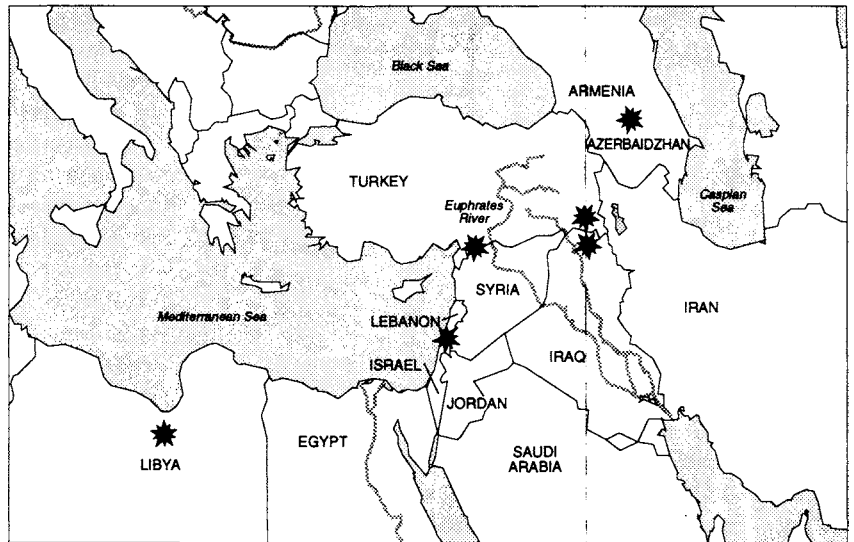 Black Sea
ARMENIA
AZERBAIDZHAN
TURKEY
Euphrates
River
Caspian
Sea
SYRIA
IRAN
Mediterranean Sea
LEBANON
ISRAEL
IRAQ
JORDAN
EGYPT
SAUDI
ARABIA
LIBYA